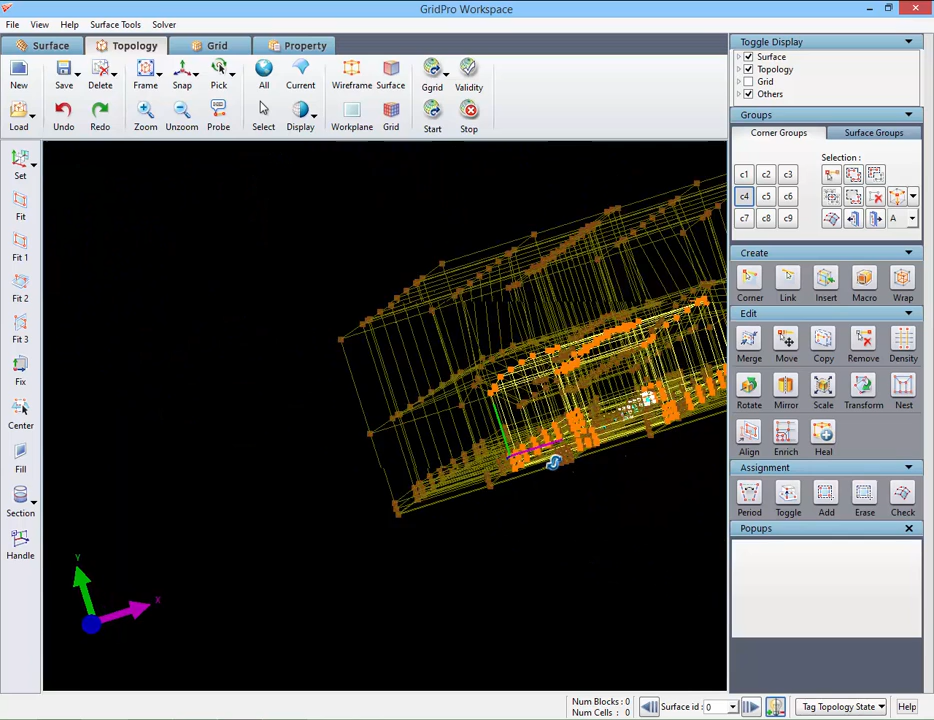 GridPro Workspace
File View Help Surface Tools Solver
Surface Topology Grid Property
New Save Delete Frame Snap Pick All Current Wireframe Surface Ggrid Validity
Load Undo Redo Zoom Unzoom Probe Select Display Workplane Grid Start Stop
Set
Fit
Fit 1
Fit 2
Fit 3
Fix
Center
Fill
Section
Handle
Y
X
Toggle Display
Surface
Topology
Grid
Others
Groups
Corner Groups Surface Groups
Selection :
c1 c2 c3
c4 c5 c6
c7 c8 c9 A
Create
Corner Link Insert Macro Wrap
Edit
Merge Move Copy Remove Density
Rotate Mirror Scale Transform Nest
Align Enrich Heal
Assignment
Period Toggle Add Erase Check
Popups
Num Blocks: 0
Num Cells : 0
Surface id : 0
Tag Topology State
Help